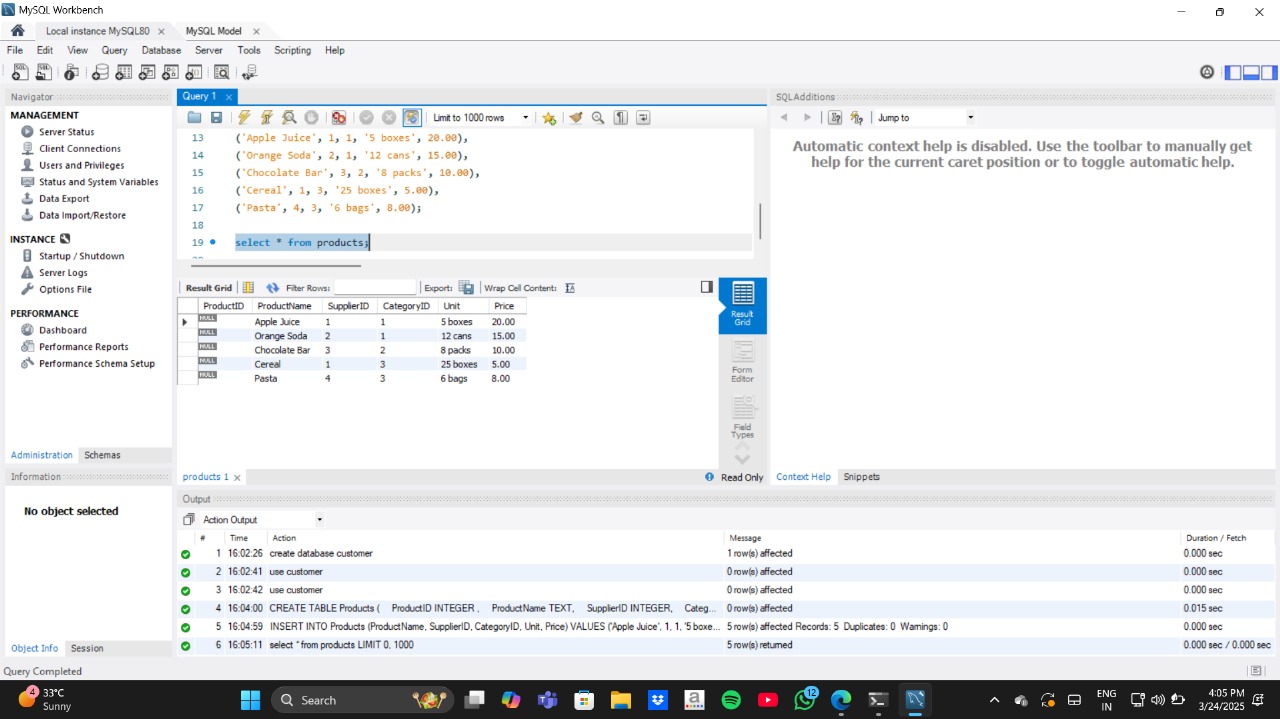 MySQL Workbench
Local instance MySQL80
MySQL Model
File Edit View Query Database Server Tools Scripting Help
Navigator
MANAGEMENT
Server Status
Client Connections
Users and Privileges
Status and System Variables
Data Export
Data Import/Restore
INSTANCE
Startup / Shutdown
Server Logs
Options File
PERFORMANCE
Dashboard
Performance Reports
Performance Schema Setup
Administration Schemas
Information
No object selected
Object Info Session
Query 1
Limit to 1000 rows
13 ('Apple Juice', 1, 1, '5 boxes', 20.00),
14 ('Orange Soda', 2, 1, '12 cans', 15.00),
15 ('Chocolate Bar', 3, 2, '8 packs', 10.00),
16 ('Cereal', 1, 3, '25 boxes', 5.00),
17 ('Pasta', 4, 3, '6 bags', 8.00);
18
19 select * from products;
Result Grid Filter Rows: Export: Wrap Cell Content:
ProductID ProductName SupplierID CategoryID Unit Price
NULL Apple Juice 1 1 5 boxes 20.00
NULL Orange Soda 2 1 12 cans 15.00
NULL Chocolate Bar 3 2 8 packs 10.00
NULL Cereal 1 3 25 boxes 5.00
NULL Pasta 4 3 6 bags 8.00
Result
Grid
Form
Editor
Field
Types
products 1
Read Only
SQLAdditions
Jump to
Automatic context help is disabled. Use the toolbar to manually get
help for the current caret position or to toggle automatic help.
Context Help Snippets
Output
Action Output
# Time Action Message Duration / Fetch
1 16:02:26 create database customer 1 row(s) affected 0.000 sec
2 16:02:41 use customer 0 row(s) affected 0.000 sec
3 16:02:42 use customer 0 row(s) affected 0.000 sec
4 16:04:00 CREATE TABLE Products ( ProductID INTEGER , ProductName TEXT, SupplierID INTEGER, Categ... 0 row(s) affected 0.015 sec
5 16:04:59 INSERT INTO Products (ProductName, SupplierID, CategoryID, Unit, Price) VALUES ('Apple Juice', 1, 1, '5 boxe... 5 row(s) affected Records: 5 Duplicates: 0 Warnings: 0 0.000 sec
6 16:05:11 select * from products LIMIT 0, 1000 5 row(s) returned 0.000 sec / 0.000 sec
Query Completed
4
33°C
Sunny
Search
12
ENG
IN
4:05 PM
3/24/2025